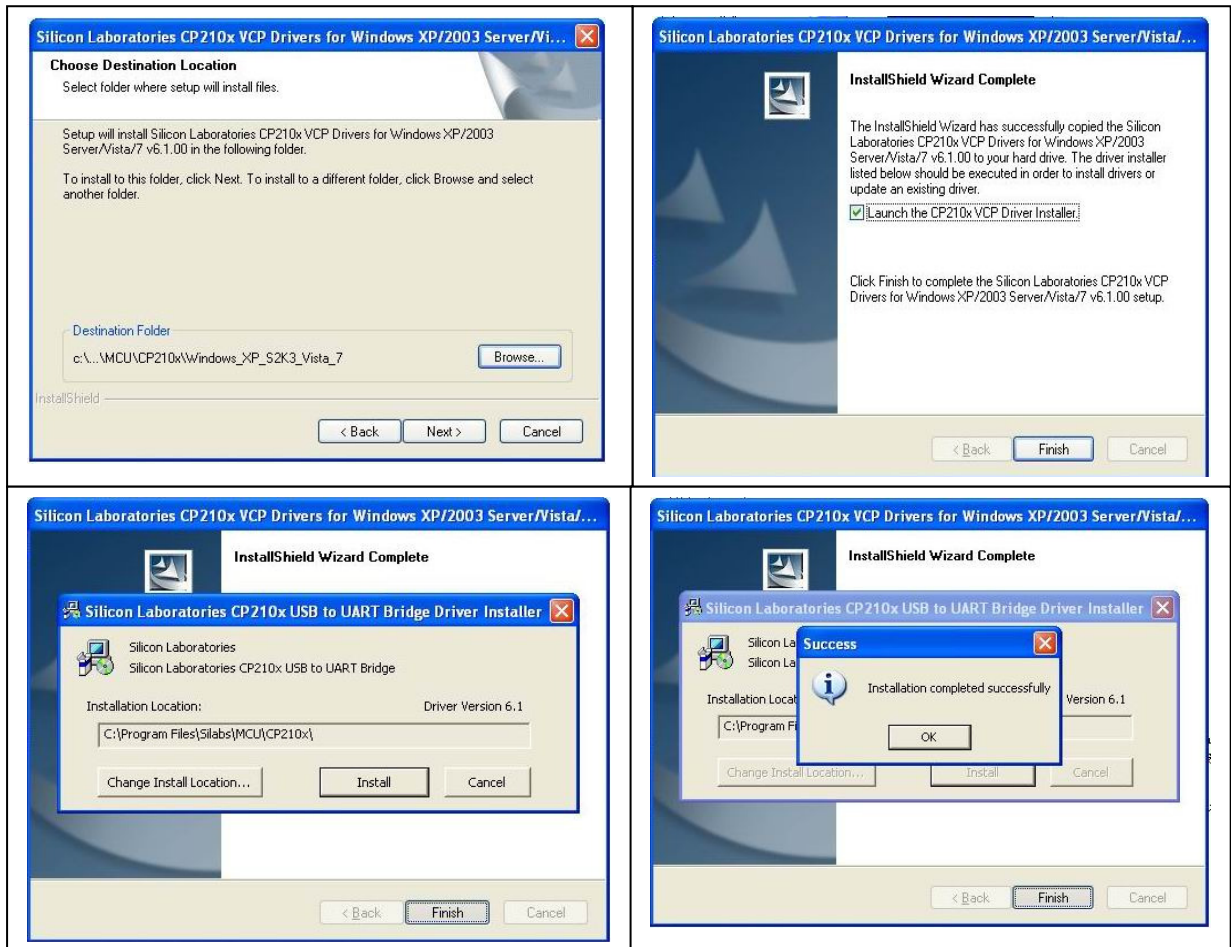 Silicon Laboratories CP210x VCP Drivers for Windows XP/2003 Server/Vi...
Choose Destination Location
Select folder where setup will install files.
Setup will install Silicon Laboratories CP210x VCP Drivers for Windows XP/2003
Server/Vista/7 v6.1.00 in the following folder.
To install to this folder, click Next. To install to a different folder, click Browse and select
another folder.
Destination Folder
c:\...\MCU\CP210x\Windows_XP_S2K3_Vista_7
Browse...
InstallShield
< Back
Next >
Cancel
Silicon Laboratories CP210x VCP Drivers for Windows XP/2003 Server/Vista/...
InstallShield Wizard Complete
The InstallShield Wizard has successfully copied the Silicon
Laboratories CP210x VCP Drivers for Windows XP/2003
Server/Vista/7 v6.1.00 to your hard drive. The driver installer
listed below should be executed in order to install drivers or
update an existing driver.
Launch the CP210x VCP Driver Installer.
Click Finish to complete the Silicon Laboratories CP210x VCP
Drivers for Windows XP/2003 Server/Vista/7 v6.1.00 setup.
< Back
Finish
Cancel
Silicon Laboratories CP210x VCP Drivers for Windows XP/2003 Server/Vista/...
InstallShield Wizard Complete
Silicon Laboratories CP210x USB to UART Bridge Driver Installer
Silicon Laboratories
Silicon Laboratories CP210x USB to UART Bridge
Installation Location:
Driver Version 6.1
C:\Program Files\Silabs\MCU\CP210x\
Change Install Location...
Install
Cancel
< Back
Finish
Cancel
Silicon Laboratories CP210x VCP Drivers for Windows XP/2003 Server/Vista/...
InstallShield Wizard Complete
Silicon Laboratories CP210x USB to UART Bridge Driver Installer
Silicon La
Silicon La
Success
Installation completed successfully
Installation Locat
Version 6.1
C:\Program Fi
OK
Change Install Location...
Install
Cancel
< Back
Finish
Cancel